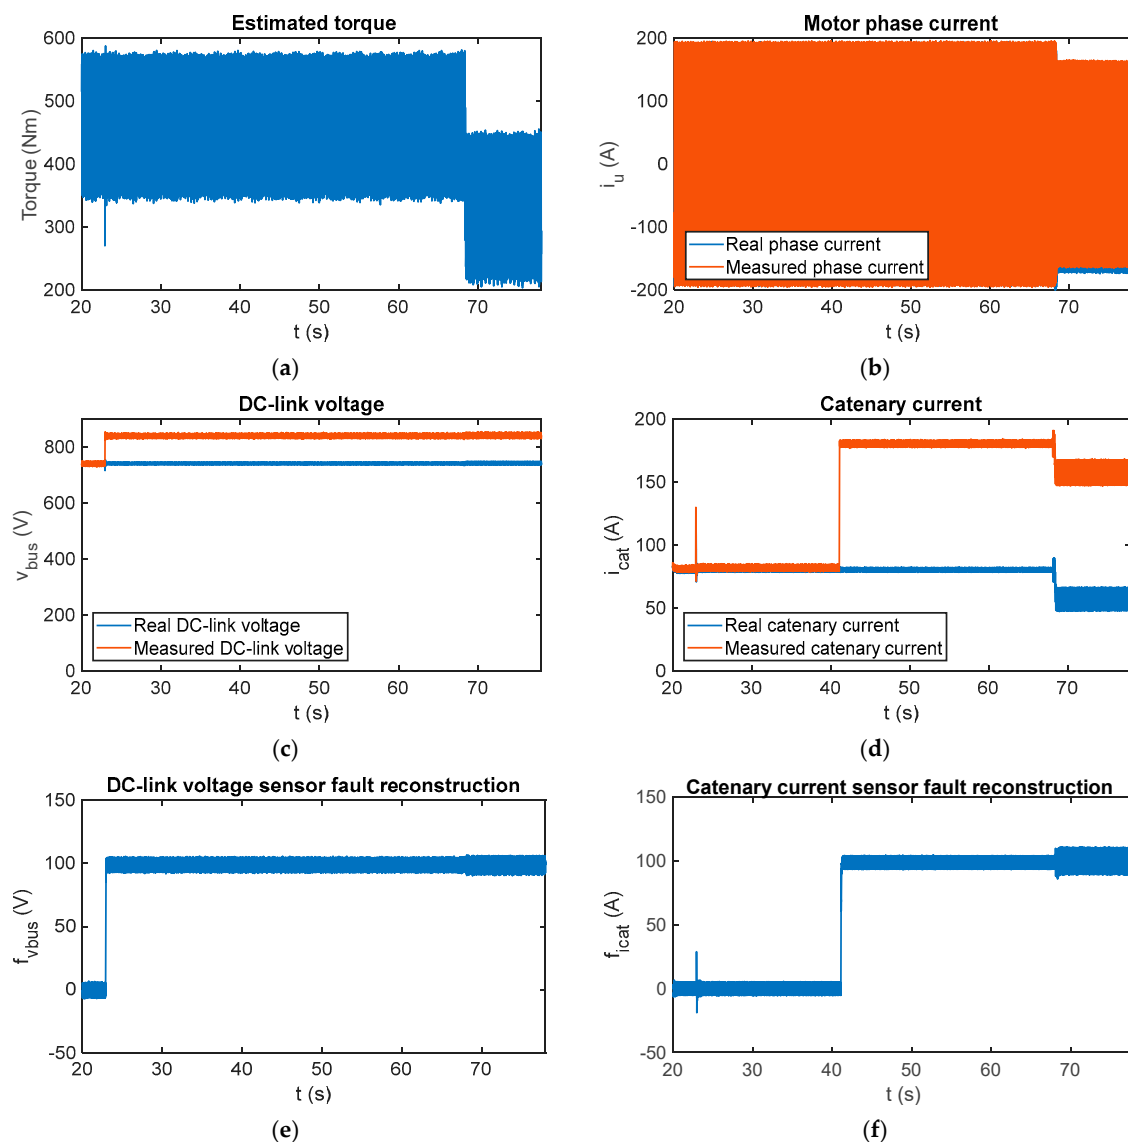 Estimated torque
600
500
400
300
200
Torque (Nm)
20 30 40 50 60 70
t (s)
(a)
Motor phase current
200
100
0
-100
-200
i_u (A)
Real phase current
Measured phase current
20 30 40 50 60 70
t (s)
(b)
DC-link voltage
800
600
400
200
0
v_bus (V)
Real DC-link voltage
Measured DC-link voltage
20 30 40 50 60 70
t (s)
(c)
Catenary current
200
150
100
50
0
i_cat (A)
Real catenary current
Measured catenary current
20 30 40 50 60 70
t (s)
(d)
DC-link voltage sensor fault reconstruction
150
100
50
0
-50
f_vbus (V)
20 30 40 50 60 70
t (s)
(e)
Catenary current sensor fault reconstruction
150
100
50
0
-50
f_icat (A)
20 30 40 50 60 70
t (s)
(f)